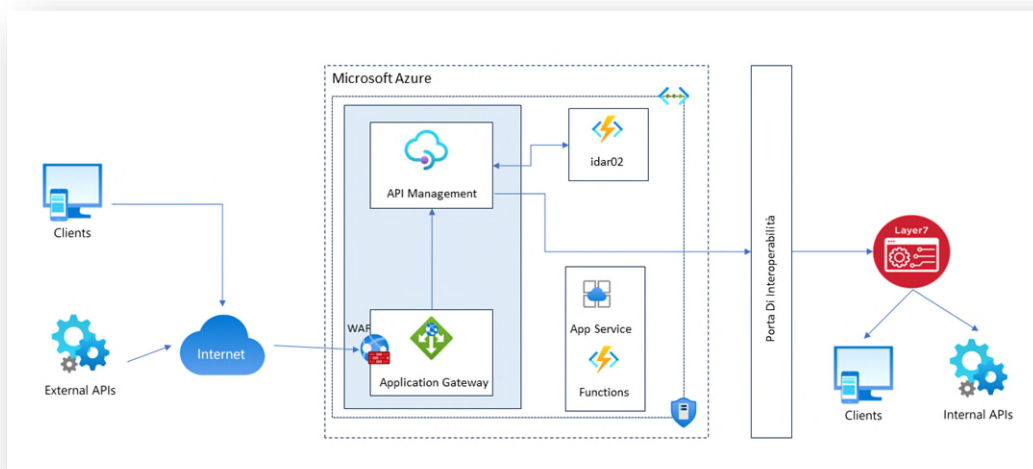 Microsoft Azure
API Management
idar02
Clients
External APIs
Internet
WAF
Application Gateway
App Service
Functions
Porta Di Interoperabilità
Layer7
Clients
Internal APIs